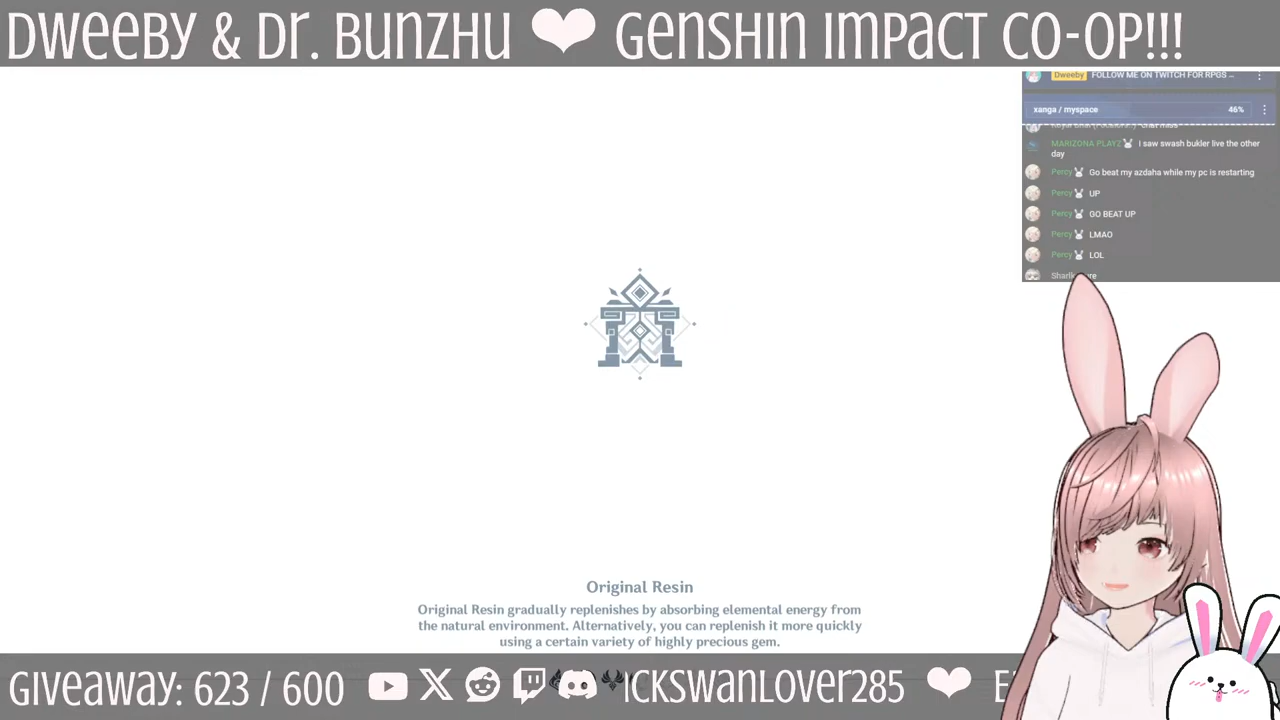 Dweeby & Dr. Bunzhu ❤ Genshin Impact CO-OP!!!
Dweeby FOLLOW ME ON TWITCH FOR RPGS ...
xanga / myspace 46%
MARIZONA PLAYZ I saw swash bukler live the other
day
Percy Go beat my azdaha while my pc is restarting
Percy UP
Percy GO BEAT UP
Percy LMAO
Percy LOL
Original Resin
Original Resin gradually replenishes by absorbing elemental energy from
the natural environment. Alternatively, you can replenish it more quickly
using a certain variety of highly precious gem.
Giveaway: 623 / 600 ickswanlover285 ❤ E